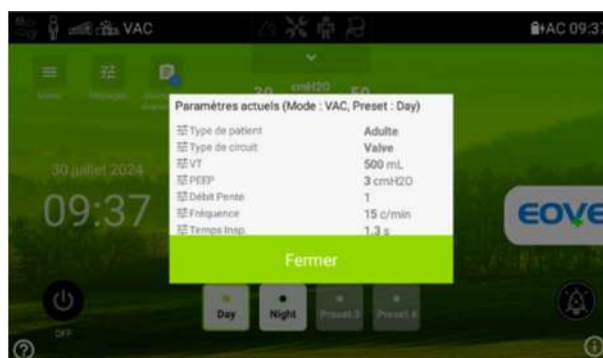 VAC
AC 09:37
Menu
Réglages
cmH2O
30
50
Paramètres actuels (Mode : VAC, Preset : Day)
Type de patient Adulte
Type de circuit Valve
VT 500 mL
PEEP 3 cmH2O
Débit Pente 1
Fréquence 15 c/min
Temps Insp. 1.3 s
Fermer
30 juillet 2024
09:37
EOVE
OFF
Day
Night
Preset 3
Preset 4